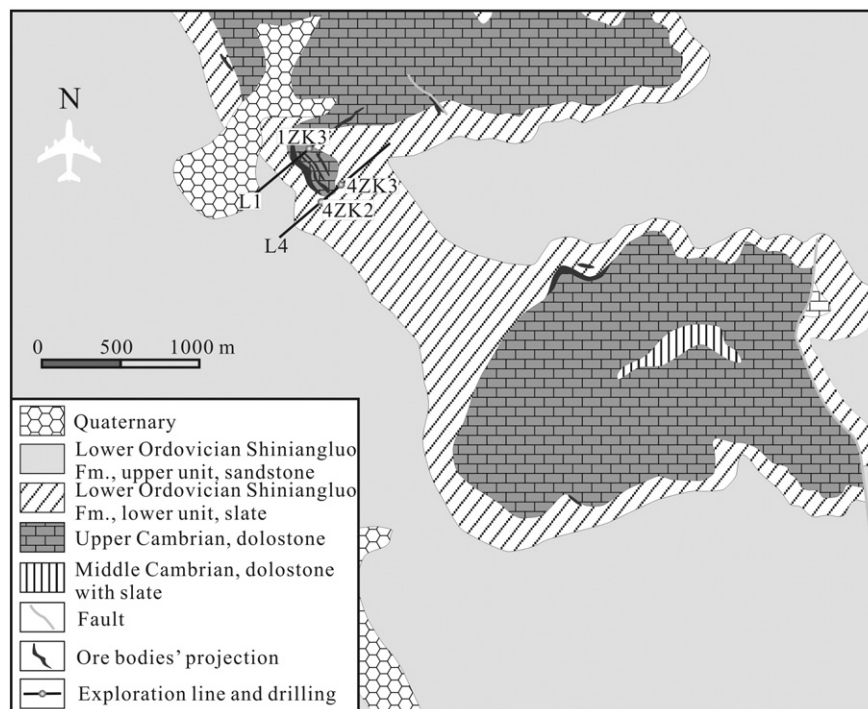 N
1ZK3
L1
4ZK3
4ZK2
L4
0 500 1000 m
Quaternary
Lower Ordovician Shiniangluo
Fm., upper unit, sandstone
Lower Ordovician Shiniangluo
Fm., lower unit, slate
Upper Cambrian, dolostone
Middle Cambrian, dolostone
with slate
Fault
Ore bodies' projection
Exploration line and drilling